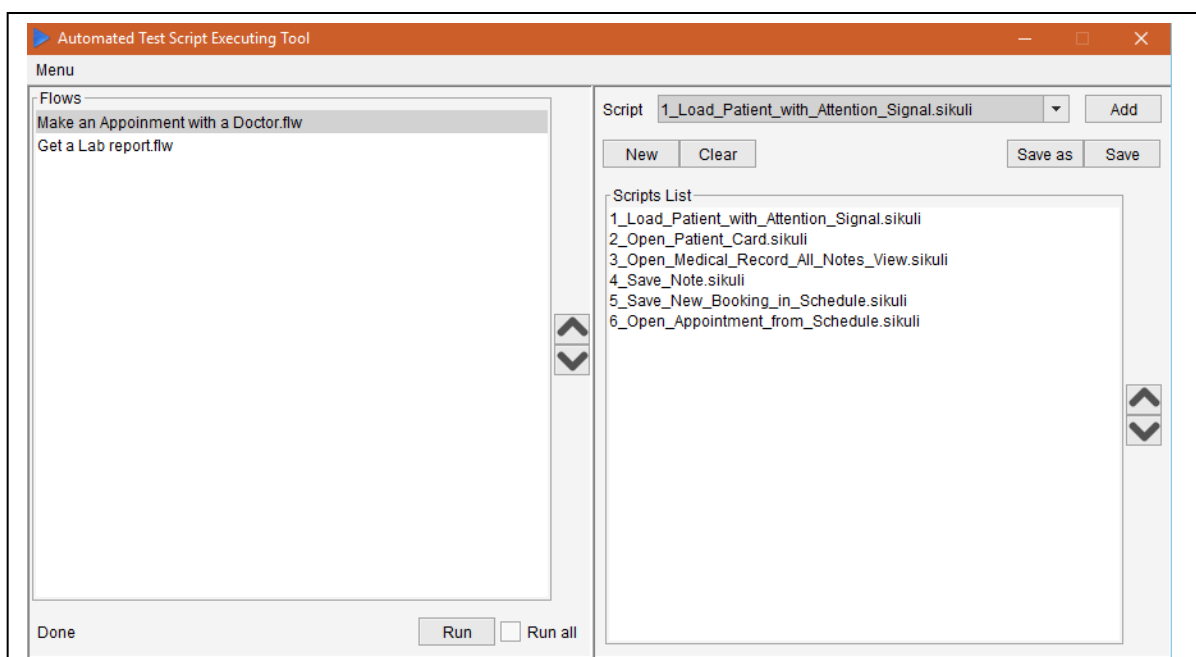 Automated Test Script Executing Tool
Menu
Flows
Make an Appoinment with a Doctor.flw
Get a Lab report.flw
Done
Run
Run all
Script 1_Load_Patient_with_Attention_Signal.sikuli Add
New Clear Save as Save
Scripts List
1_Load_Patient_with_Attention_Signal.sikuli
2_Open_Patient_Card.sikuli
3_Open_Medical_Record_All_Notes_View.sikuli
4_Save_Note.sikuli
5_Save_New_Booking_in_Schedule.sikuli
6_Open_Appointment_from_Schedule.sikuli